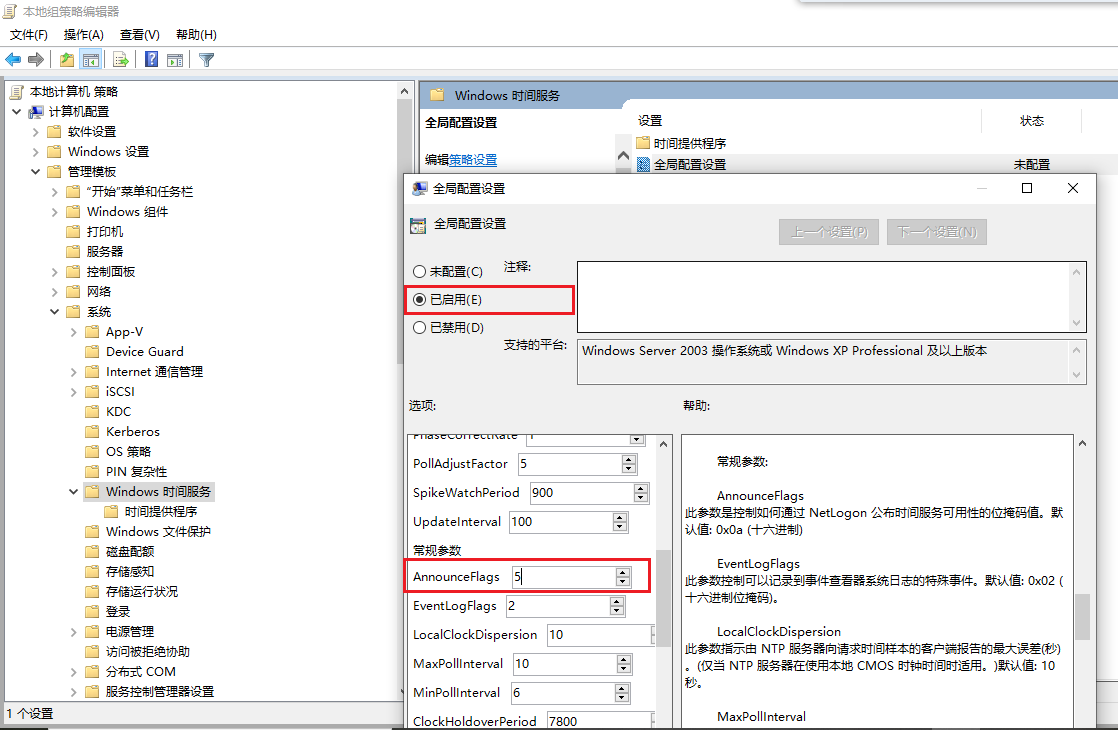 本地组策略编辑器
文件(F) 操作(A) 查看(V) 帮助(H)
本地计算机 策略
计算机配置
软件设置
Windows 设置
管理模板
“开始”菜单和任务栏
Windows 组件
打印机
服务器
控制面板
网络
系统
App-V
Device Guard
Internet 通信管理
iSCSI
KDC
Kerberos
OS 策略
PIN 复杂性
Windows 时间服务
时间提供程序
Windows 文件保护
磁盘配额
存储感知
存储运行状况
登录
电源管理
访问被拒绝协助
分布式 COM
服务控制管理器设置
1 个设置
Windows 时间服务
全局配置设置
编辑策略设置
设置 状态
时间提供程序
全局配置设置 未配置
全局配置设置
全局配置设置
上一个设置(P) 下一个设置(N)
未配置(C) 注释:
已启用(E)
已禁用(D)
支持的平台: Windows Server 2003 操作系统或 Windows XP Professional 及以上版本
选项:
PhaseCorrectRate 1
PollAdjustFactor 5
SpikeWatchPeriod 900
UpdateInterval 100
常规参数
AnnounceFlags 5
EventLogFlags 2
LocalClockDispersion 10
MaxPollInterval 10
MinPollInterval 6
ClockHoldoverPeriod 7800
帮助:
常规参数:
AnnounceFlags
此参数是控制如何通过 NetLogon 公布时间服务可用性的位掩码值。默
认值: 0x0a (十六进制)
EventLogFlags
此参数控制可以记录到事件查看器系统日志的特殊事件。默认值: 0x02 (
十六进制位掩码)。
LocalClockDispersion
此参数指示由 NTP 服务器向请求时间样本的客户端报告的最大误差(秒)
。(仅当 NTP 服务器在使用本地 CMOS 时钟时间时适用。)默认值: 10
秒。
MaxPollInterval